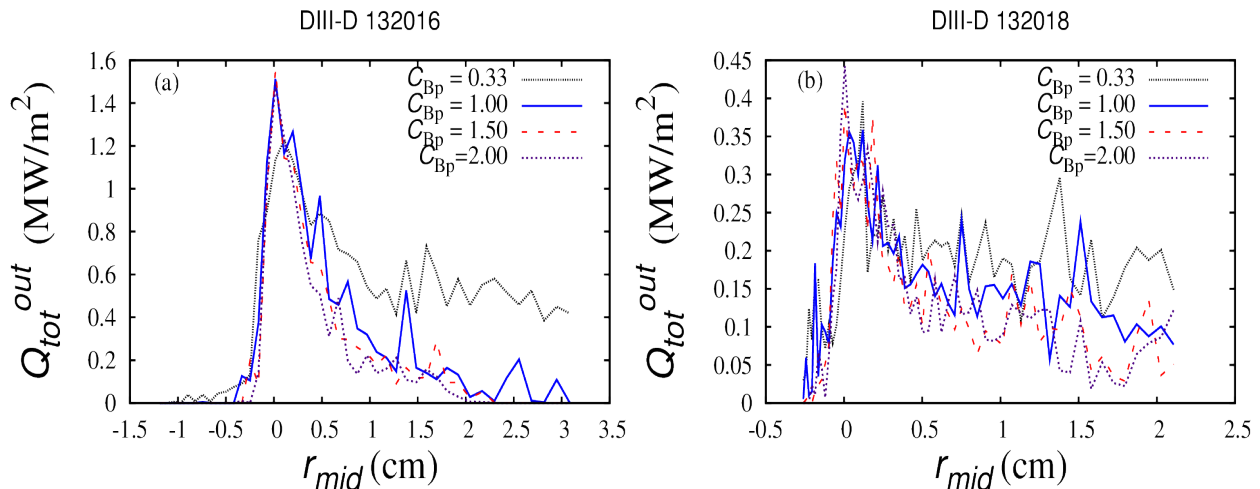 DIII-D 132016
(a)
C_Bp = 0.33
C_Bp = 1.00
C_Bp = 1.50
C_Bp=2.00
1.6
1.4
1.2
1
0.8
0.6
0.4
0.2
0
-1.5 -1 -0.5 0 0.5 1 1.5 2 2.5 3 3.5
Q_tot^out (MW/m^2)
r_mid (cm)
DIII-D 132018
(b)
C_Bp = 0.33
C_Bp = 1.00
C_Bp = 1.50
C_Bp=2.00
0.45
0.4
0.35
0.3
0.25
0.2
0.15
0.1
0.05
0
-0.5 0 0.5 1 1.5 2 2.5
Q_tot^out (MW/m^2)
r_mid (cm)